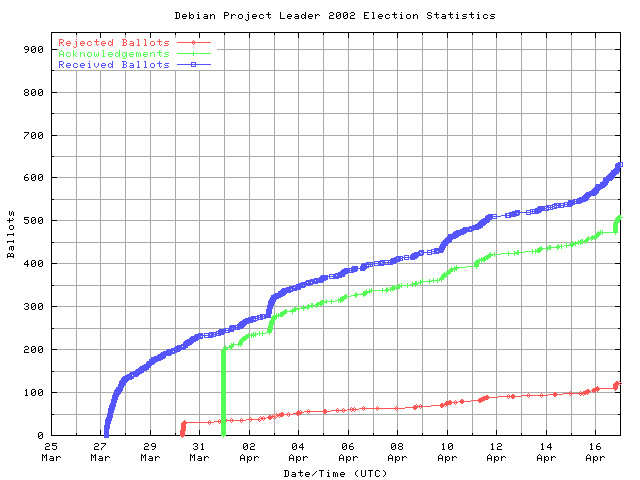 Debian Project Leader 2002 Election Statistics
Rejected Ballots
Acknowledgements
Received Ballots
900
800
700
600
500
400
300
200
100
0
Ballots
25 Mar
27 Mar
29 Mar
31 Mar
02 Apr
04 Apr
06 Apr
08 Apr
10 Apr
12 Apr
14 Apr
16 Apr
Date/Time (UTC)